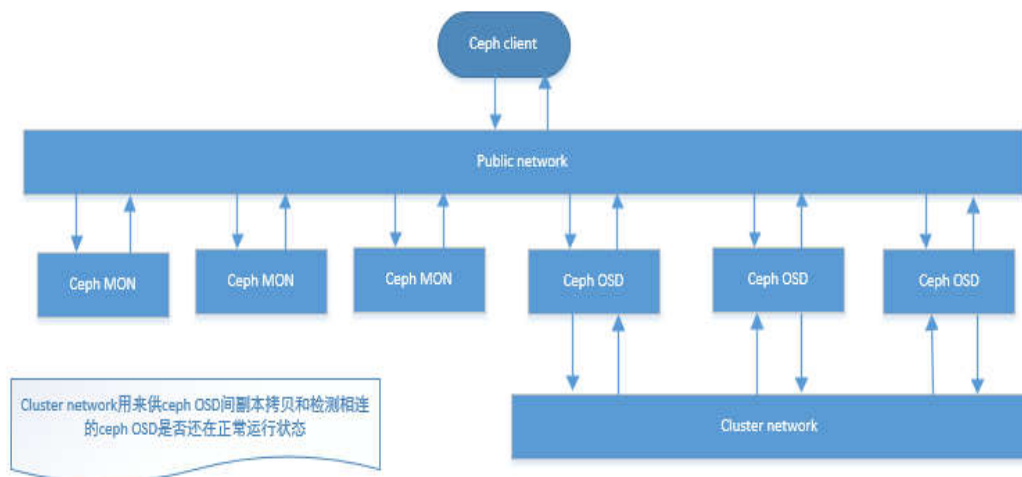 Ceph client
Public network
Ceph MON
Ceph MON
Ceph MON
Ceph OSD
Ceph OSD
Ceph OSD
Cluster network用来供ceph OSD间副本拷贝和检测相连
的ceph OSD是否还在正常运行状态
Cluster network